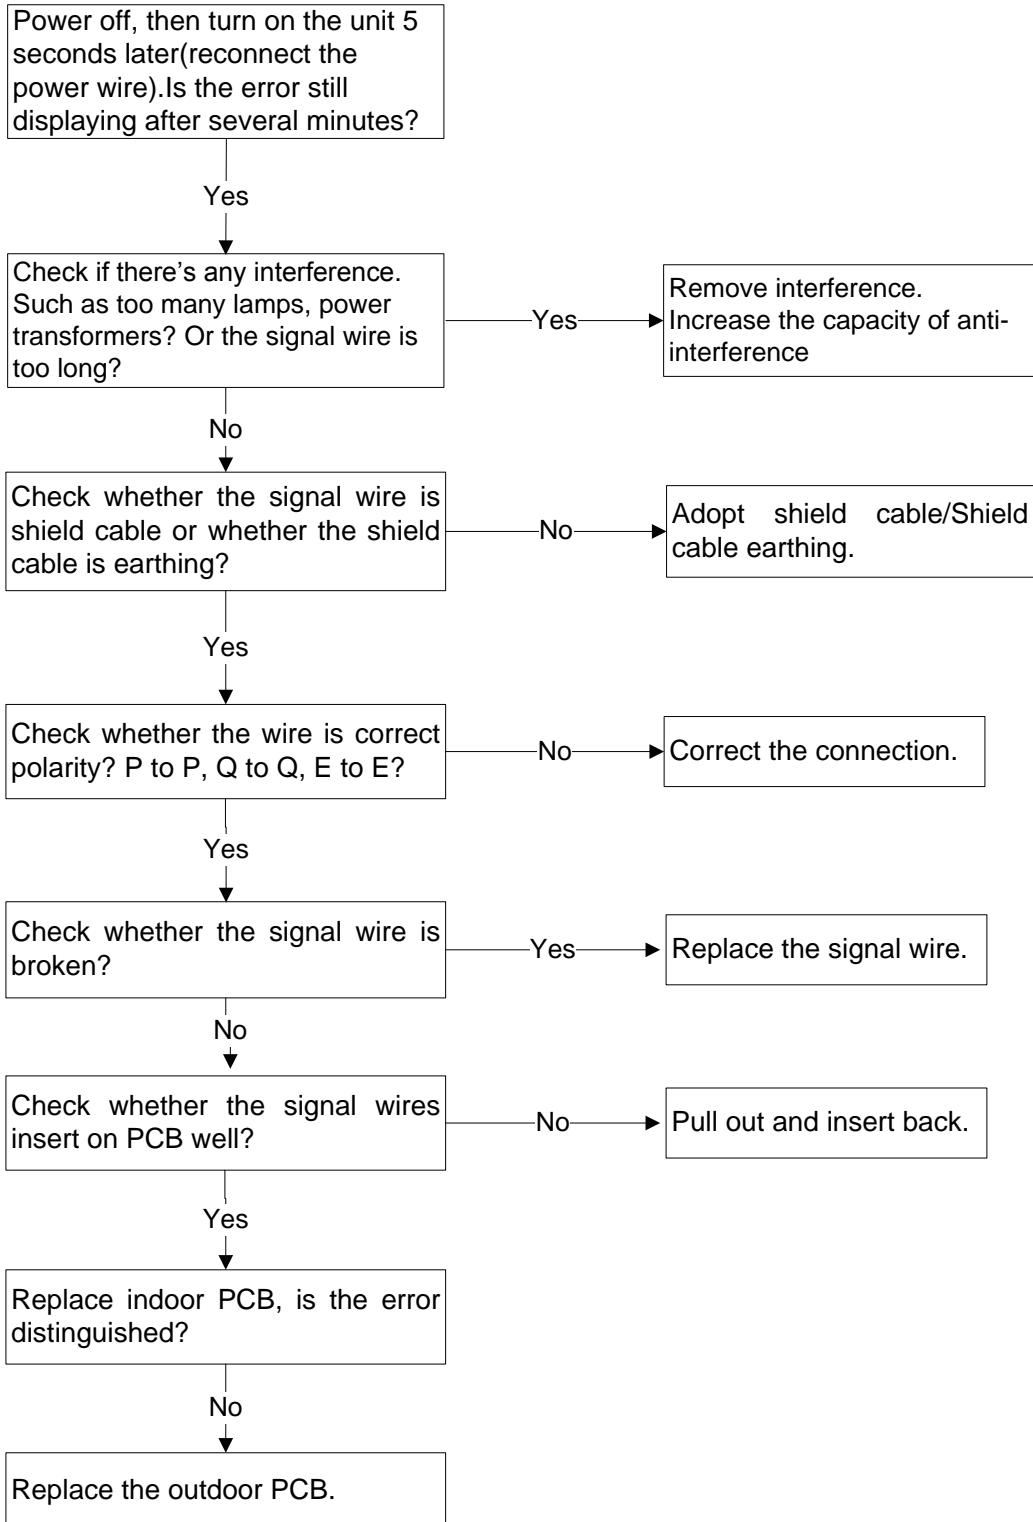 Power off, then turn on the unit 5
seconds later(reconnect the
power wire).Is the error still
displaying after several minutes?
Yes
Check if there’s any interference.
Such as too many lamps, power
transformers? Or the signal wire is
too long?
Yes
Remove interference.
Increase the capacity of anti-
interference
No
Check whether the signal wire is
shield cable or whether the shield
cable is earthing?
No
Adopt shield cable/Shield
cable earthing.
Yes
Check whether the wire is correct
polarity? P to P, Q to Q, E to E?
No
Correct the connection.
Yes
Check whether the signal wire is
broken?
Yes
Replace the signal wire.
No
Check whether the signal wires
insert on PCB well?
No
Pull out and insert back.
Yes
Replace indoor PCB, is the error
distinguished?
No
Replace the outdoor PCB.